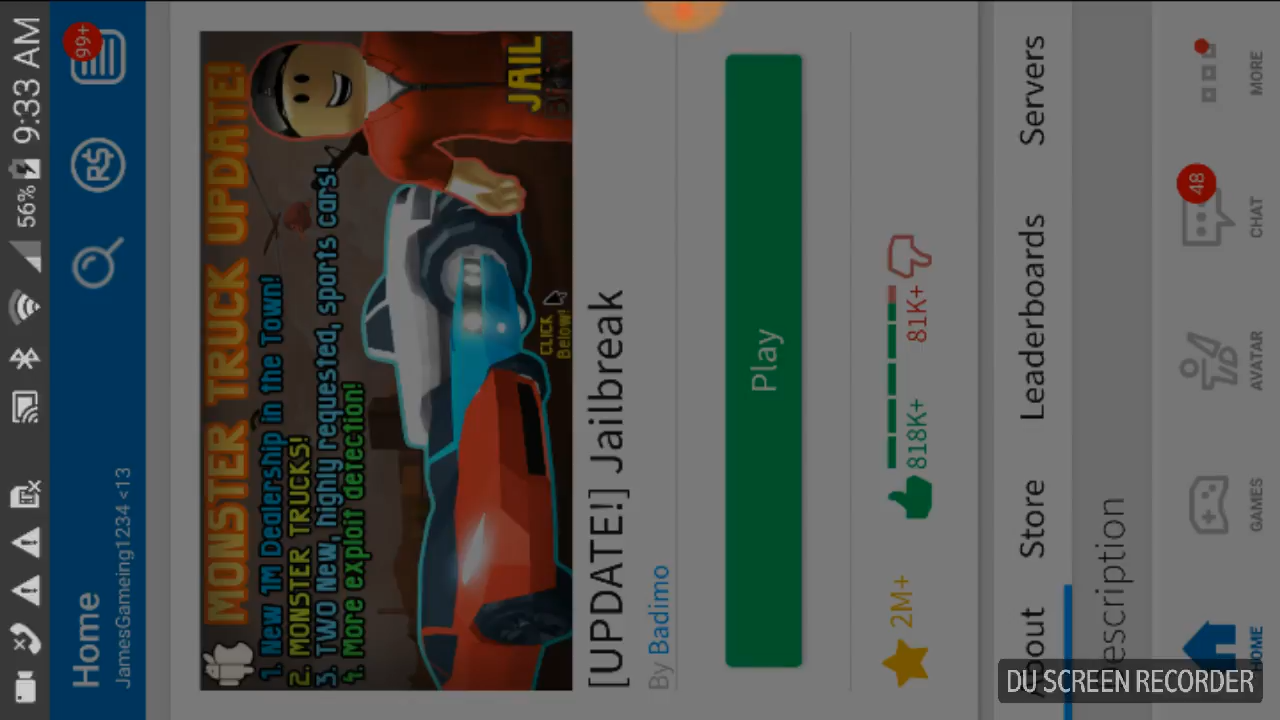 56% 9:33 AM
Home
JamesGameing1234 <13
R$
99+
MONSTER TRUCK UPDATE!
1. New 1M Dealership in the Town!
2. MONSTER TRUCKS!
3. TWO New, highly requested, sports cars!
4. More exploit detection!
CLICK
Below!
JAIL
[UPDATE!] Jailbreak
By Badimo
Play
2M+ 818K+ 81K+
About Store Leaderboards Servers
Description
48
HOME GAMES AVATAR CHAT MORE
DU SCREEN RECORDER